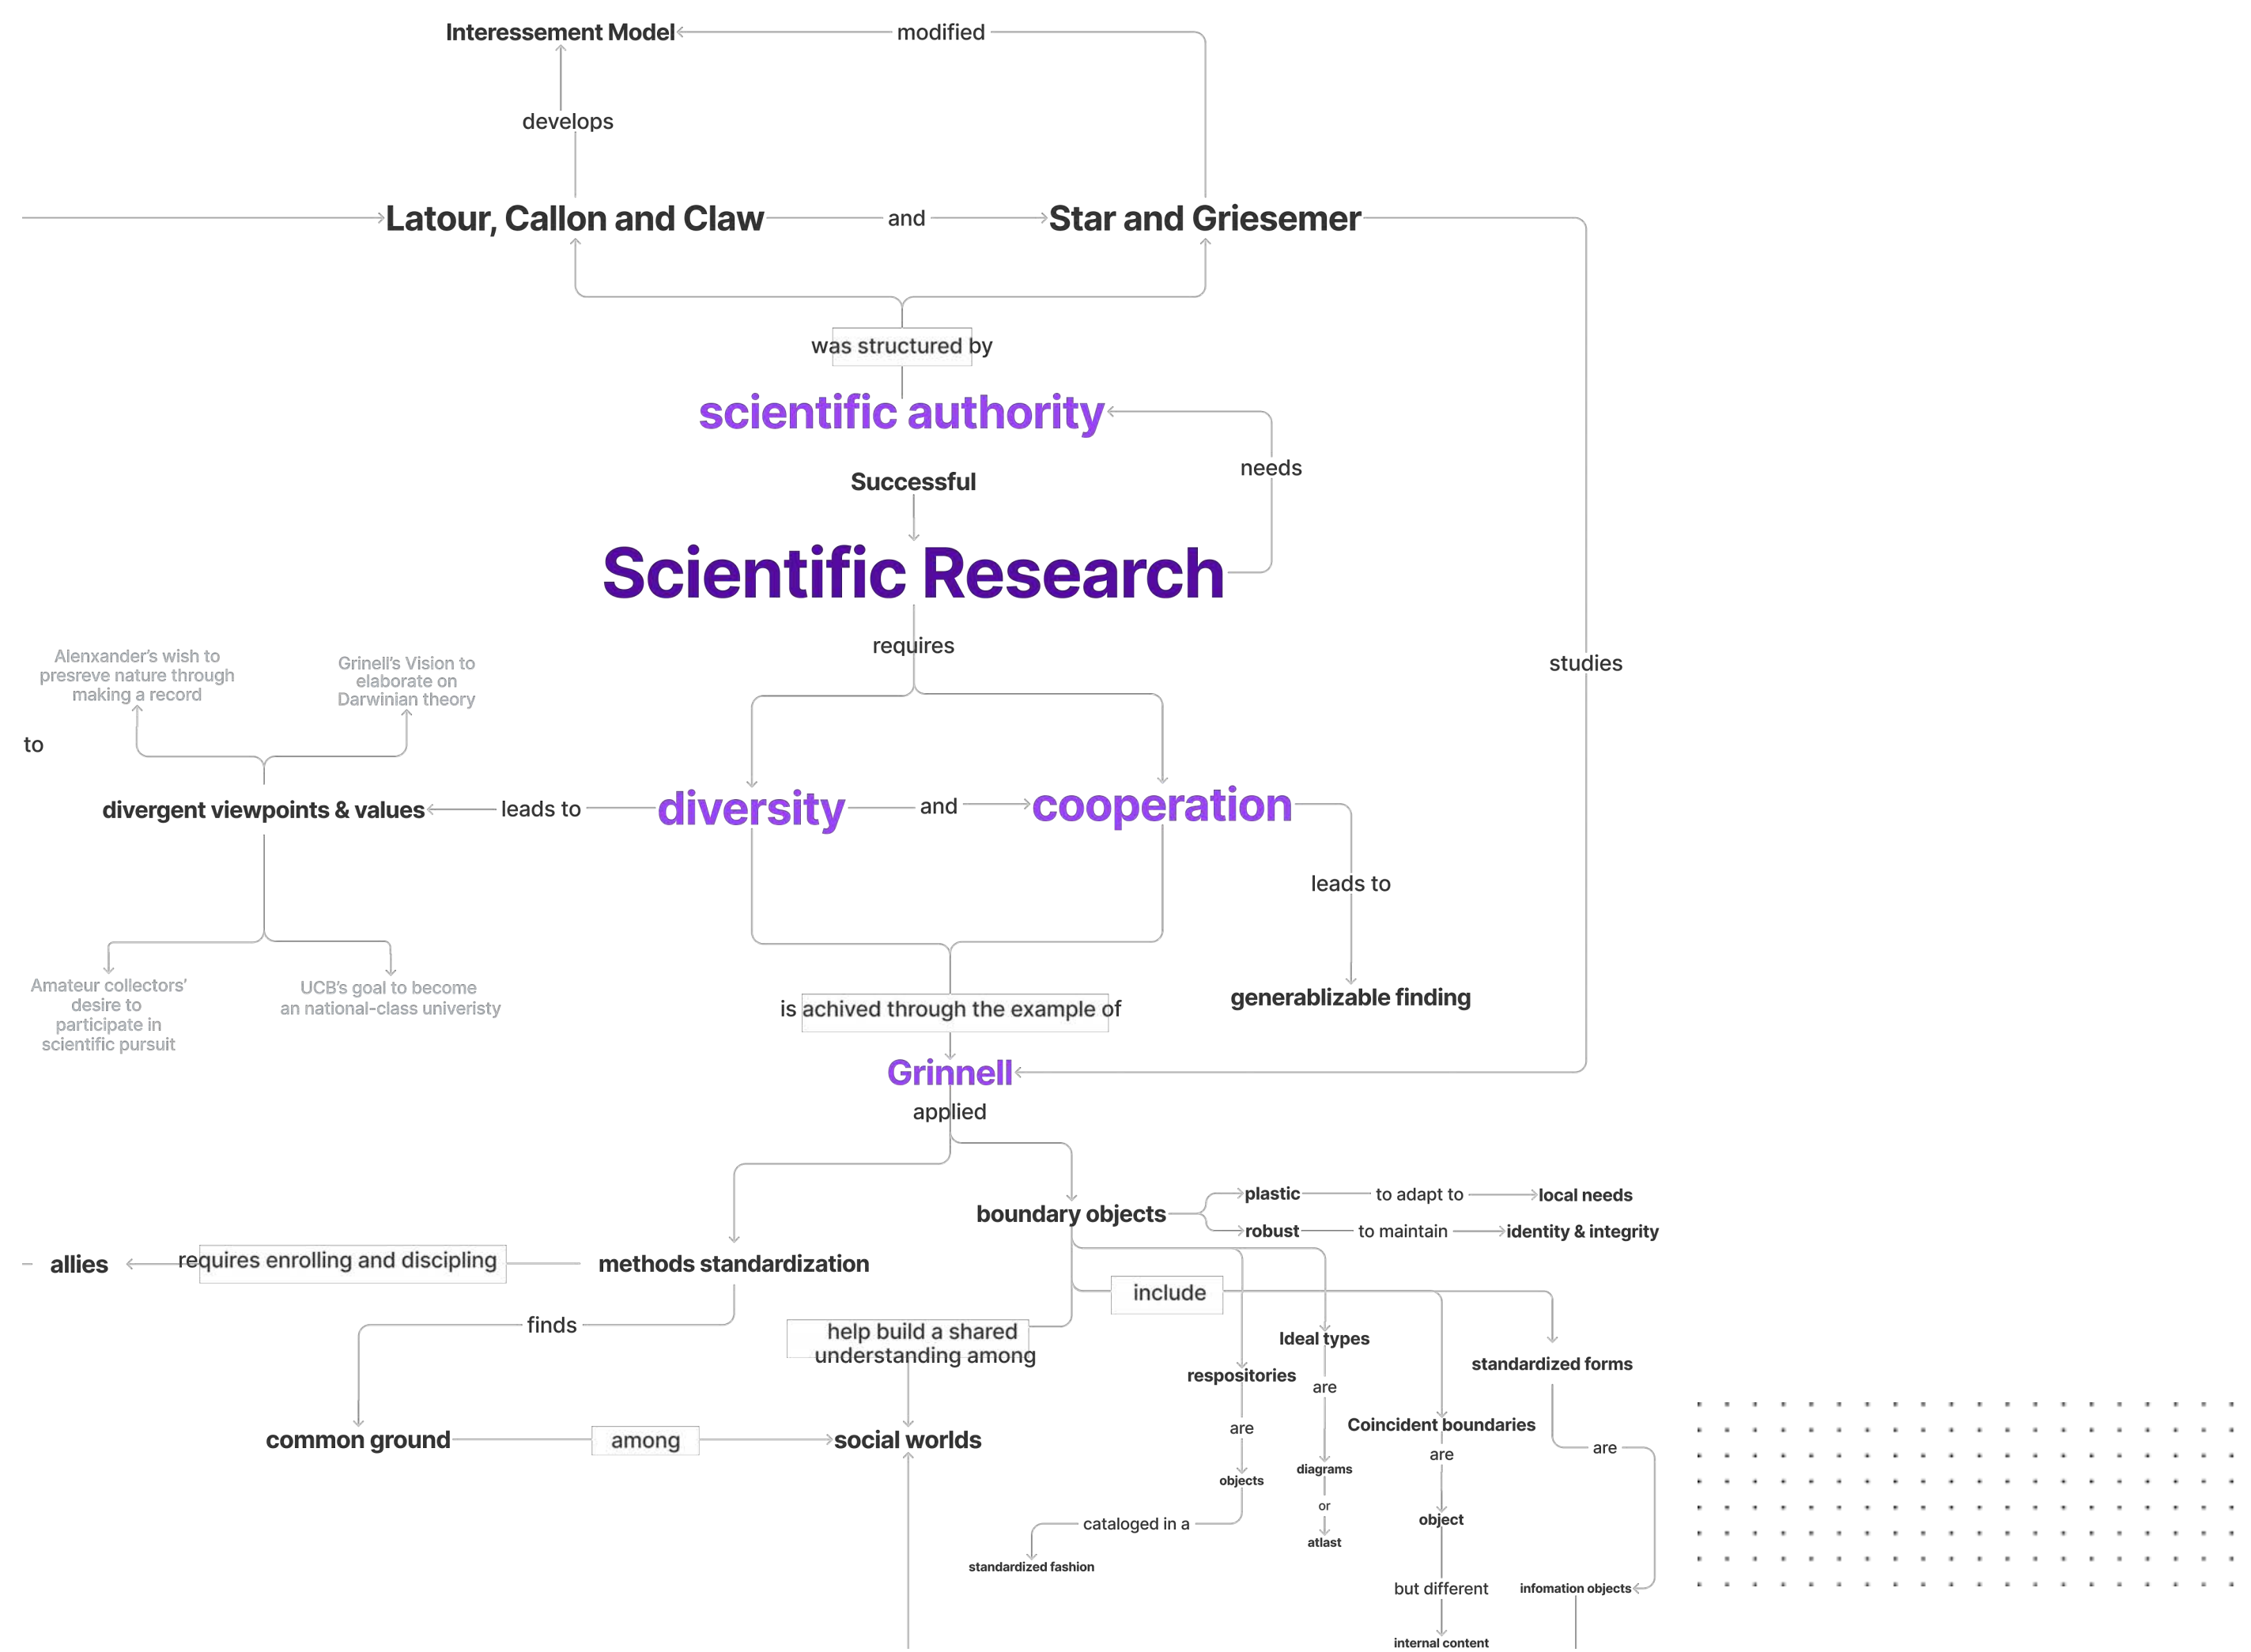 Interessement Model
modified
develops
Latour, Callon and Claw
and
Star and Griesemer
was structured by
scientific authority
needs
Successful
Scientific Research
requires
studies
Alenxander's wish to
presreve nature through
making a record
Grinell's Vision to
elaborate on
Darwinian theory
to
divergent viewpoints & values
leads to
diversity
and
cooperation
leads to
Amateur collectors'
desire to
participate in
scientific pursuit
UCB's goal to become
an national-class univeristy
generablizable finding
is achived through the example of
Grinnell
applied
boundary objects
plastic
to adapt to
local needs
robust
to maintain
identity & integrity
allies
requires enrolling and discipling
methods standardization
include
finds
help build a shared
understanding among
Ideal types
respositories
are
standardized forms
common ground
among
social worlds
are
Coincident boundaries
are
are
objects
diagrams
or
cataloged in a
object
atlast
standardized fashion
but different
infomation objects
internal content